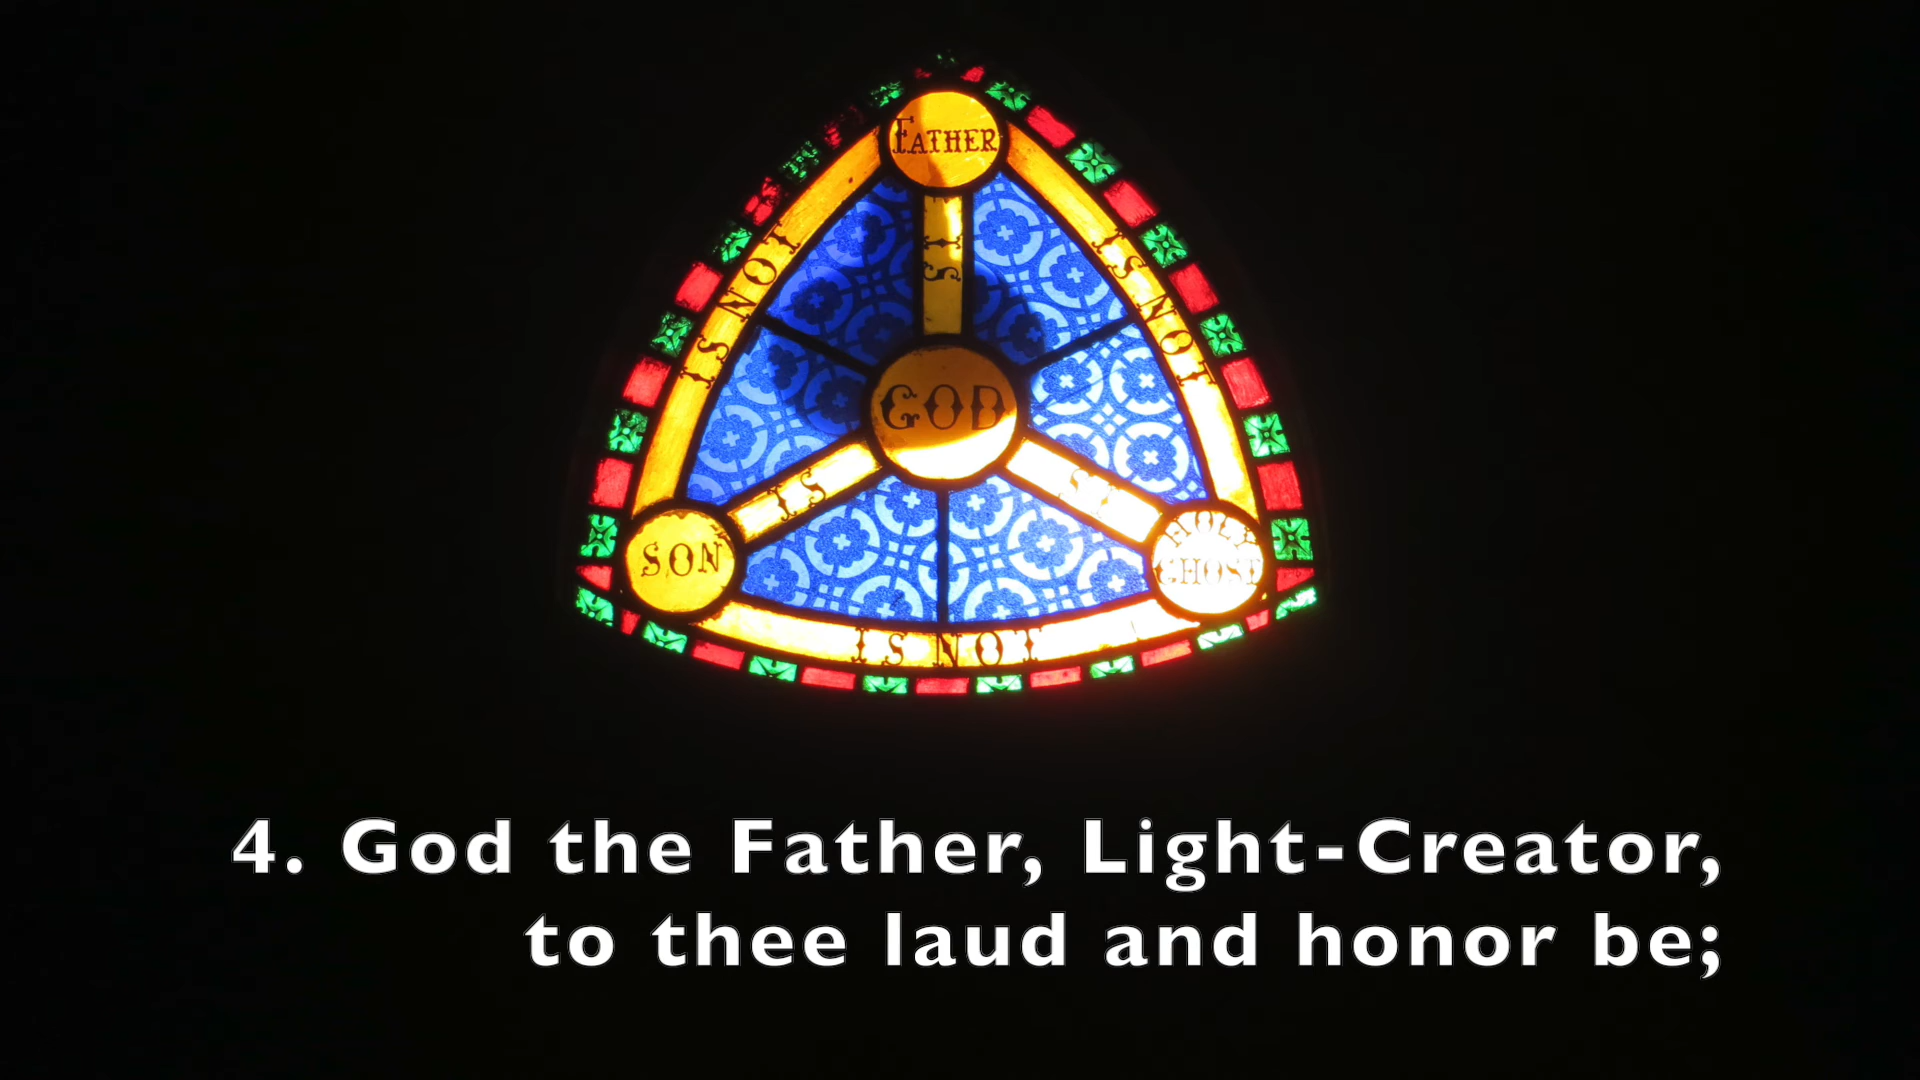 FATHER
IS NOT
IS
IS NOT
GOD
IS
IS
SON
HOLY
GHOST
IS NOT
4. God the Father, Light-Creator,
to thee laud and honor be;